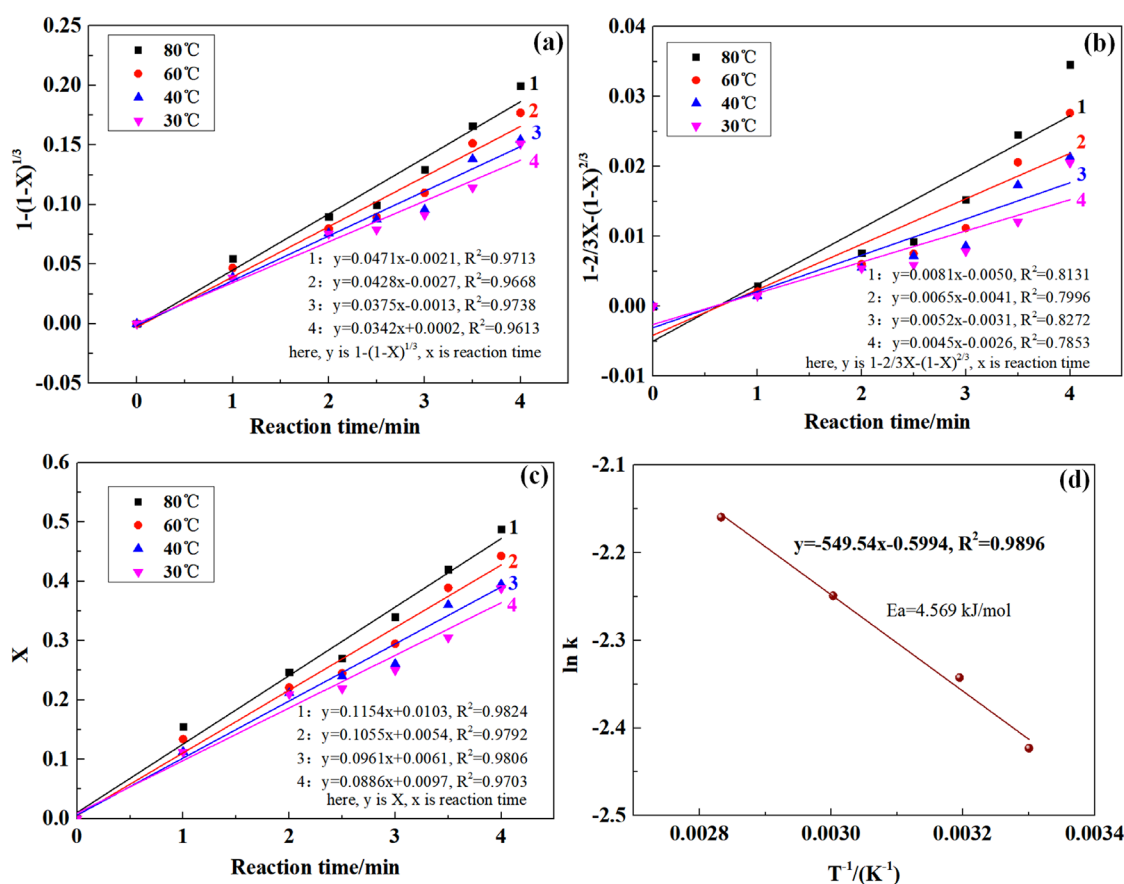 (a)
80℃
60℃
40℃
30℃
0.25
0.20
0.15
0.10
0.05
0.00
-0.05
1-(1-X)^1/3
1
2
3
4
1：y=0.0471x-0.0021, R²=0.9713
2：y=0.0428x-0.0027, R²=0.9668
3：y=0.0375x-0.0013, R²=0.9738
4：y=0.0342x+0.0002, R²=0.9613
here, y is 1-(1-X)^1/3, x is reaction time
0 1 2 3 4
Reaction time/min
(b)
80℃
60℃
40℃
30℃
0.04
0.03
0.02
0.01
0.00
-0.01
1-2/3X-(1-X)^2/3
1
2
3
4
1：y=0.0081x-0.0050, R²=0.8131
2：y=0.0065x-0.0041, R²=0.7996
3：y=0.0052x-0.0031, R²=0.8272
4：y=0.0045x-0.0026, R²=0.7853
here, y is 1-2/3X-(1-X)^2/3, x is reaction time
0 1 2 3 4
Reaction time/min
(c)
80℃
60℃
40℃
30℃
0.6
0.5
0.4
0.3
0.2
0.1
0.0
X
1
2
3
4
1：y=0.1154x+0.0103, R²=0.9824
2：y=0.1055x+0.0054, R²=0.9792
3：y=0.0961x+0.0061, R²=0.9806
4：y=0.0886x+0.0097, R²=0.9703
here, y is X, x is reaction time
0 1 2 3 4
Reaction time/min
(d)
-2.1
-2.2
-2.3
-2.4
-2.5
ln k
y=-549.54x-0.5994, R²=0.9896
Ea=4.569 kJ/mol
0.0028 0.0030 0.0032 0.0034
T⁻¹/(K⁻¹)